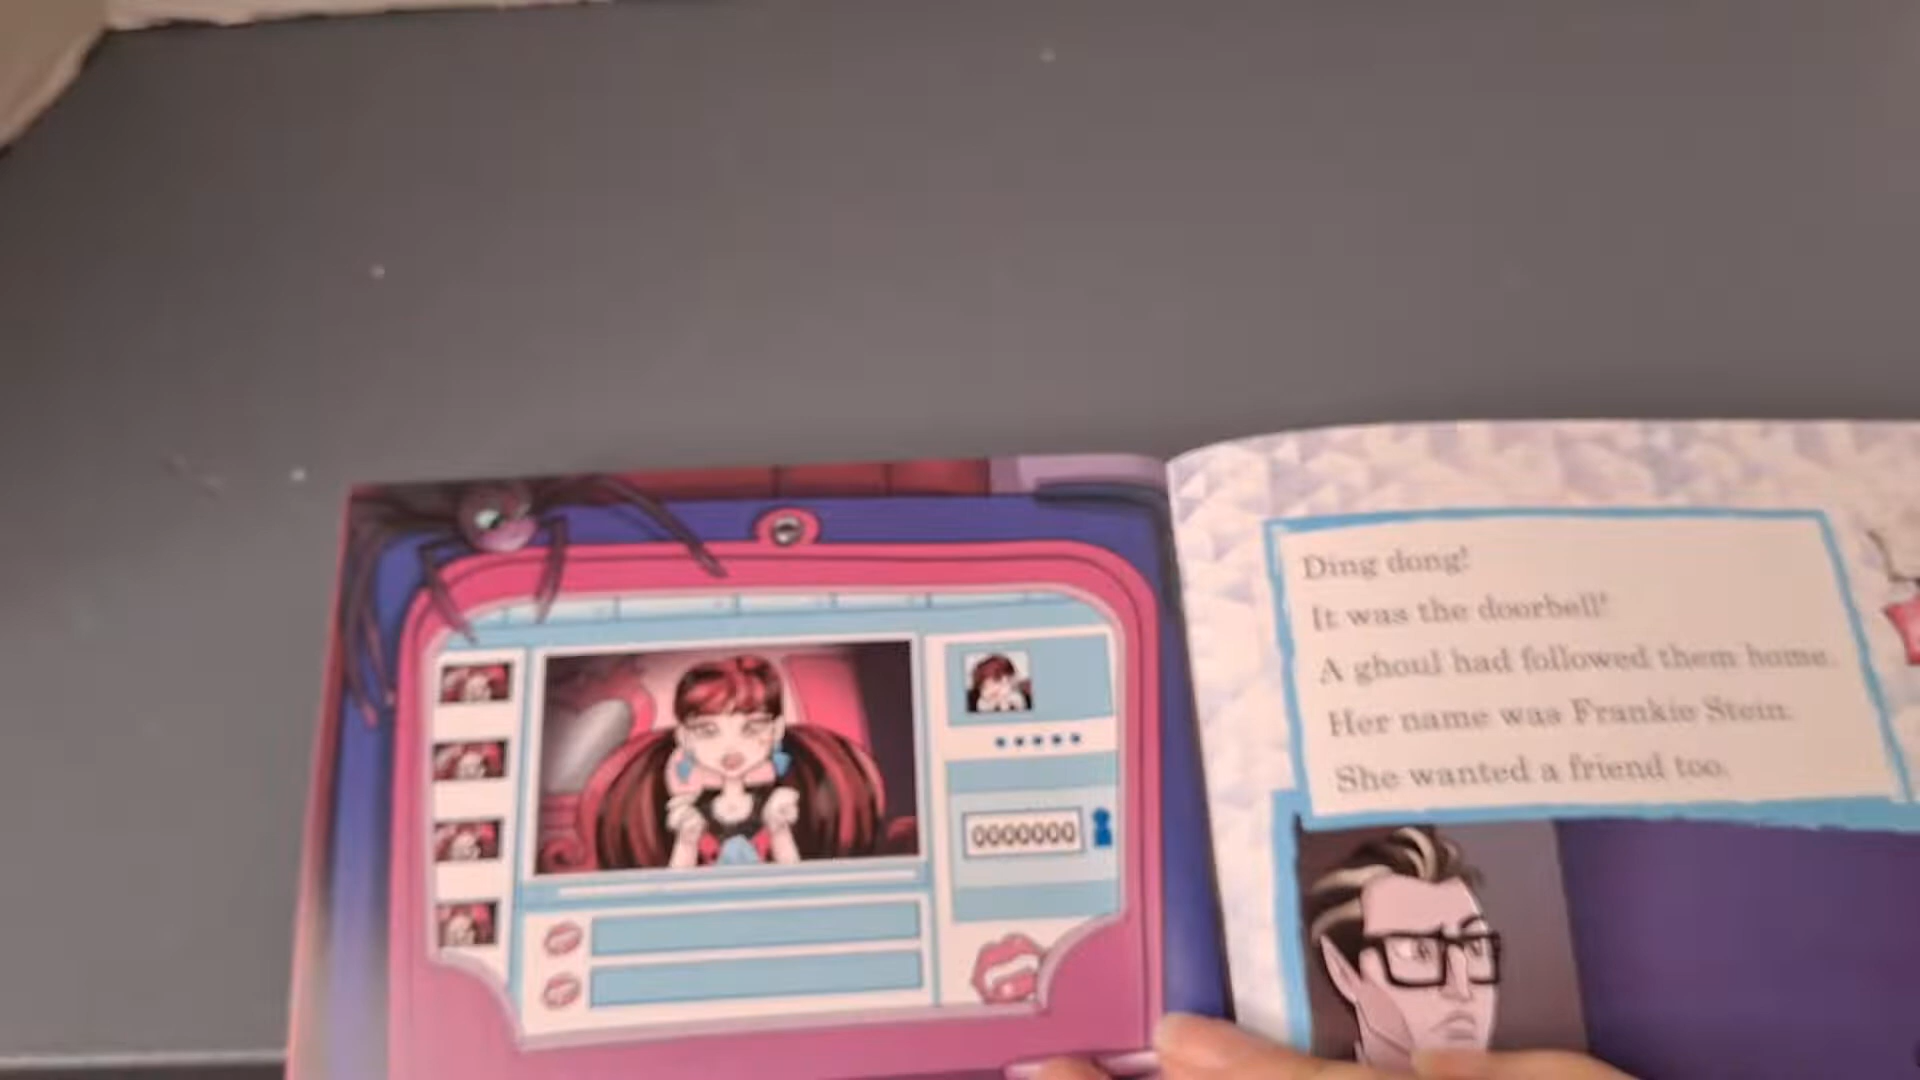 0000000
Ding dong!
It was the doorbell!
A ghoul had followed them home.
Her name was Frankie Stein.
She wanted a friend too.